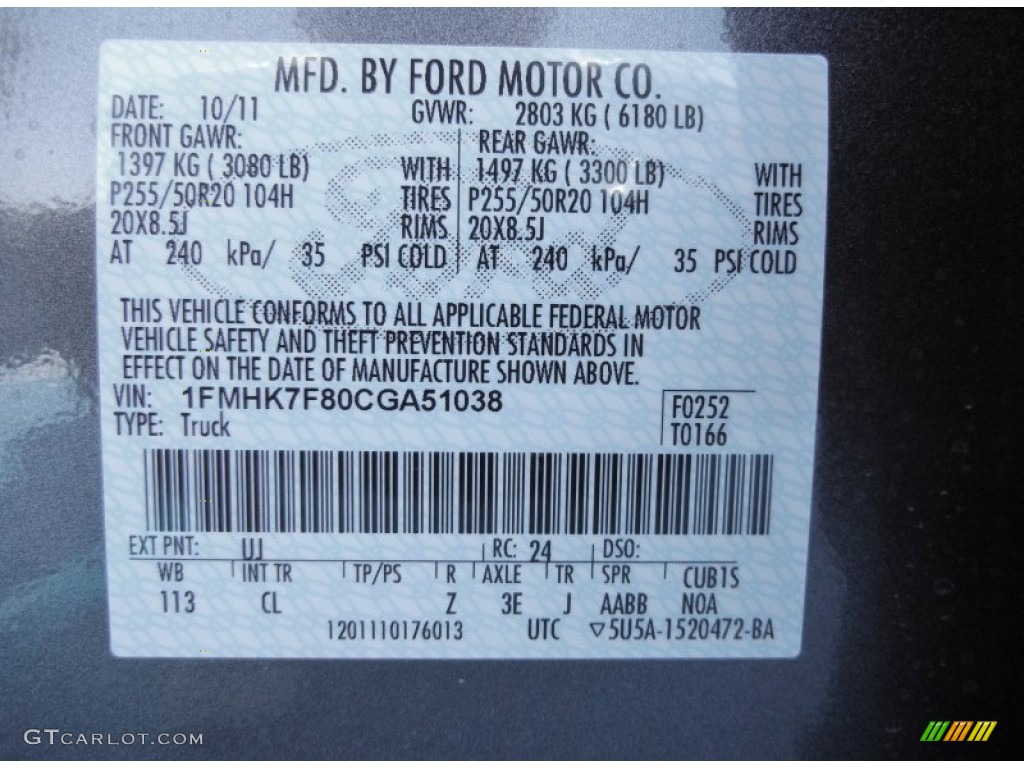 MFD. BY FORD MOTOR CO.
DATE: 10/11 GVWR: 2803 KG ( 6180 LB)
FRONT GAWR: REAR GAWR:
1397 KG ( 3080 LB) WITH 1497 KG ( 3300 LB) WITH
P255/50R20 104H TIRES P255/50R20 104H TIRES
20X8.5J RIMS 20X8.5J RIMS
AT 240 kPa/ 35 PSI COLD AT 240 kPa/ 35 PSI COLD
THIS VEHICLE CONFORMS TO ALL APPLICABLE FEDERAL MOTOR
VEHICLE SAFETY AND THEFT PREVENTION STANDARDS IN
EFFECT ON THE DATE OF MANUFACTURE SHOWN ABOVE.
VIN: 1FMHK7F80CGA51038
TYPE: Truck
F0252
T0166
EXT PNT: UJ RC: 24 DSO:
WB INT TR TP/PS R AXLE TR SPR CUB1S
113 CL Z 3E J AABB NOA
1201110176013 UTC ▽5U5A-1520472-BA
GTCARLOT.COM